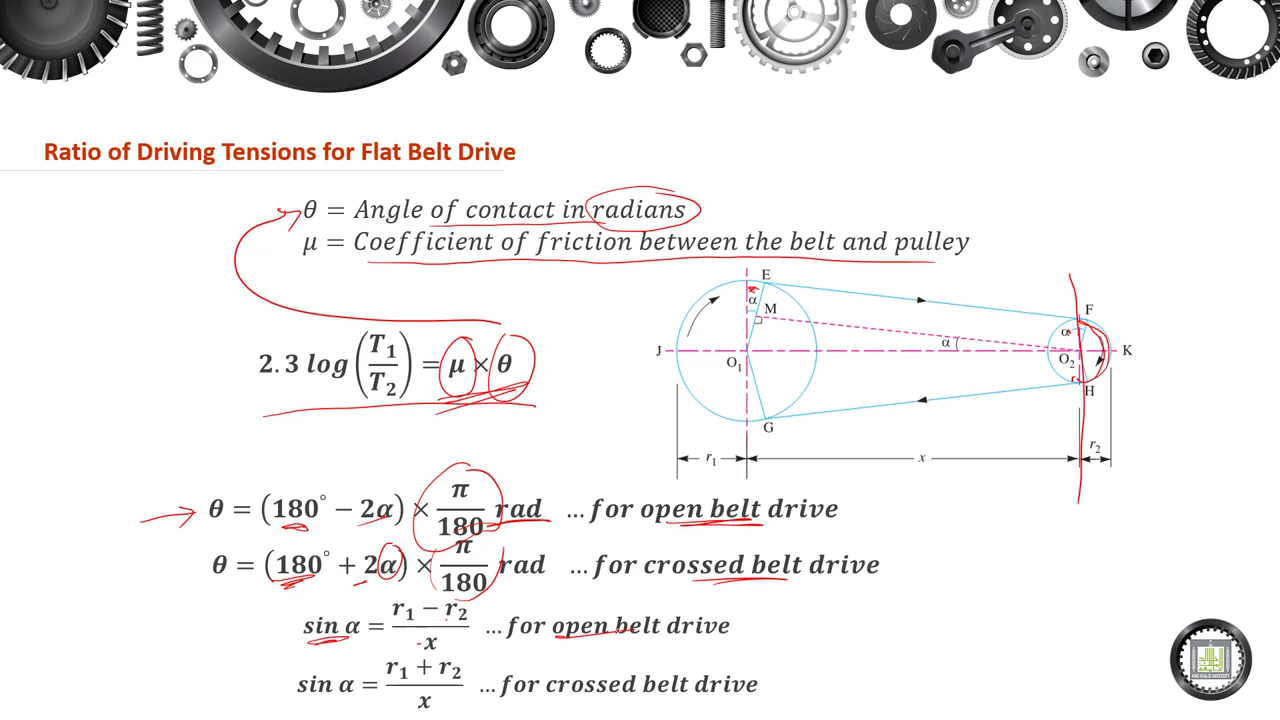 Ratio of Driving Tensions for Flat Belt Drive
θ = Angle of contact in radians
μ = Coefficient of friction between the belt and pulley
2.3 log (T₁/T₂) = μ × θ
E
α
M
F
α
J
O₁
α
O₂
K
H
G
r₁
x
r₂
θ = (180° − 2α) × π/180 rad ...for open belt drive
θ = (180° + 2α) × π/180 rad ...for crossed belt drive
sin α = (r₁ − r₂)/x ...for open belt drive
sin α = (r₁ + r₂)/x ...for crossed belt drive
KING KHALID UNIVERSITY